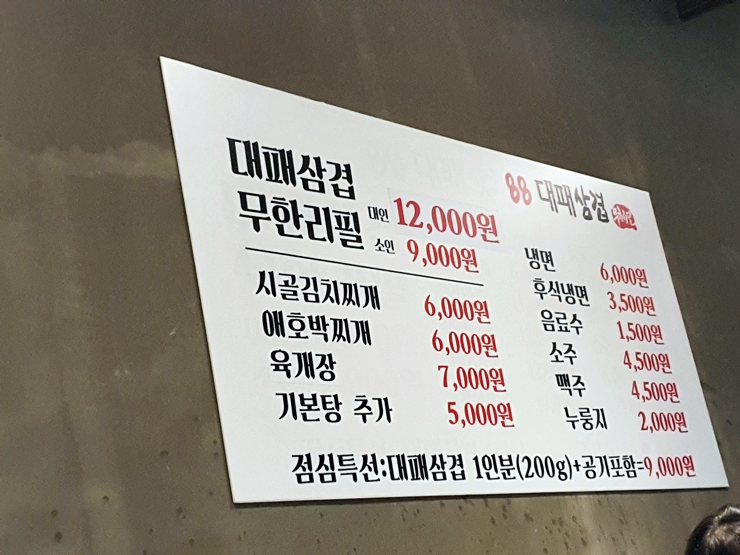 88 대패삼겹
대패삼겹
무한리필
대인 12,000원
소인 9,000원
시골김치찌개 6,000원
애호박찌개 6,000원
육개장 7,000원
기본탕 추가 5,000원
냉면 6,000원
후식냉면 3,500원
음료수 1,500원
소주 4,500원
맥주 4,500원
누룽지 2,000원
점심특선:대패삼겹 1인분(200g)+공기포함=9,000원